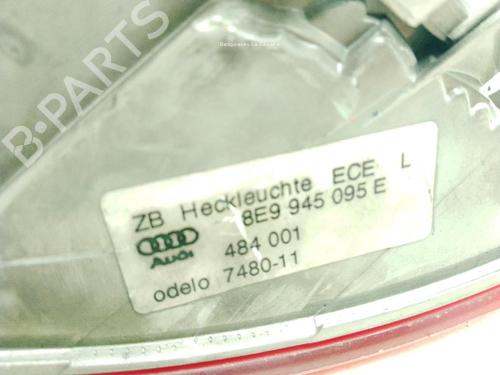 B-PARTS
ZB Heckleuchte ECE L
8E9 945 095 E
Audi
484 001
odelo 7480-11